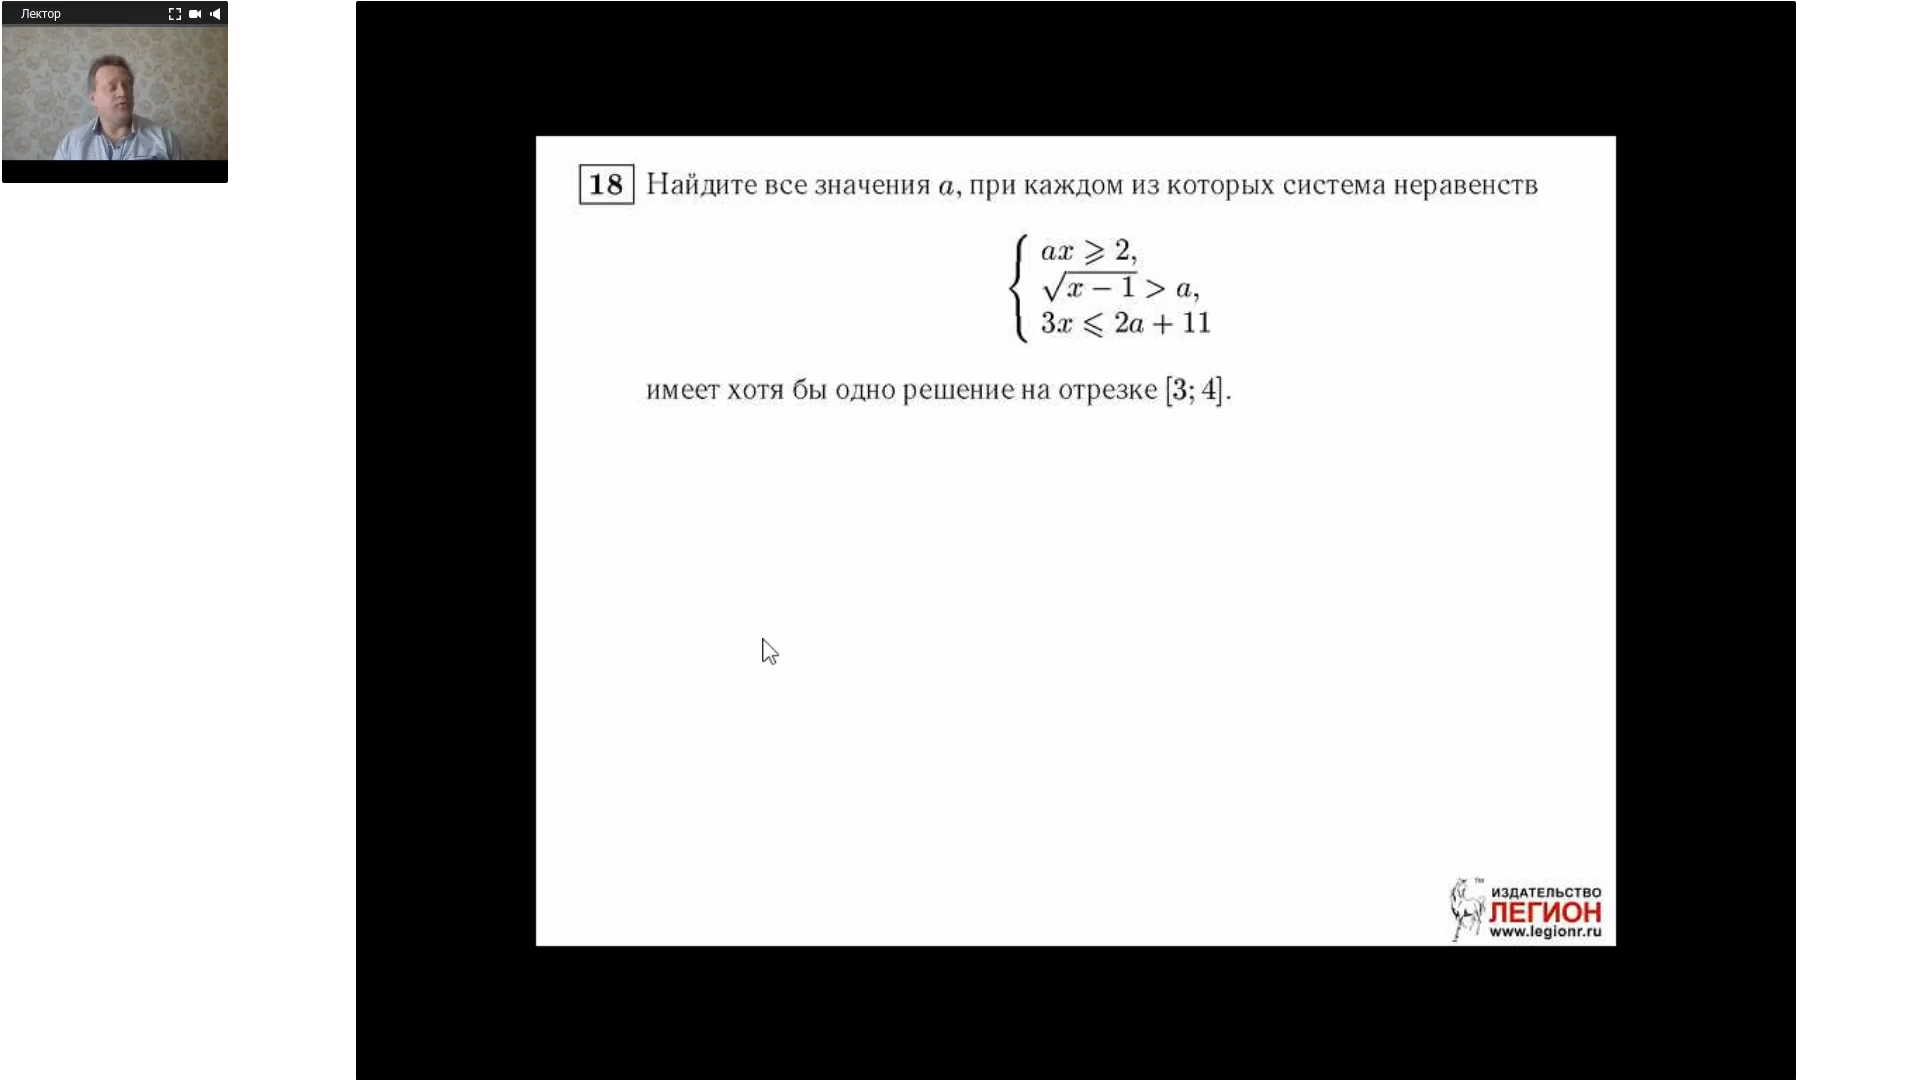 Лектор
18 Найдите все значения a, при каждом из которых система неравенств
ax ⩾ 2,
√x − 1 > a,
3x ⩽ 2a + 11
имеет хотя бы одно решение на отрезке [3; 4].
TM
ИЗДАТЕЛЬСТВО
ЛЕГИОН
www.legionr.ru